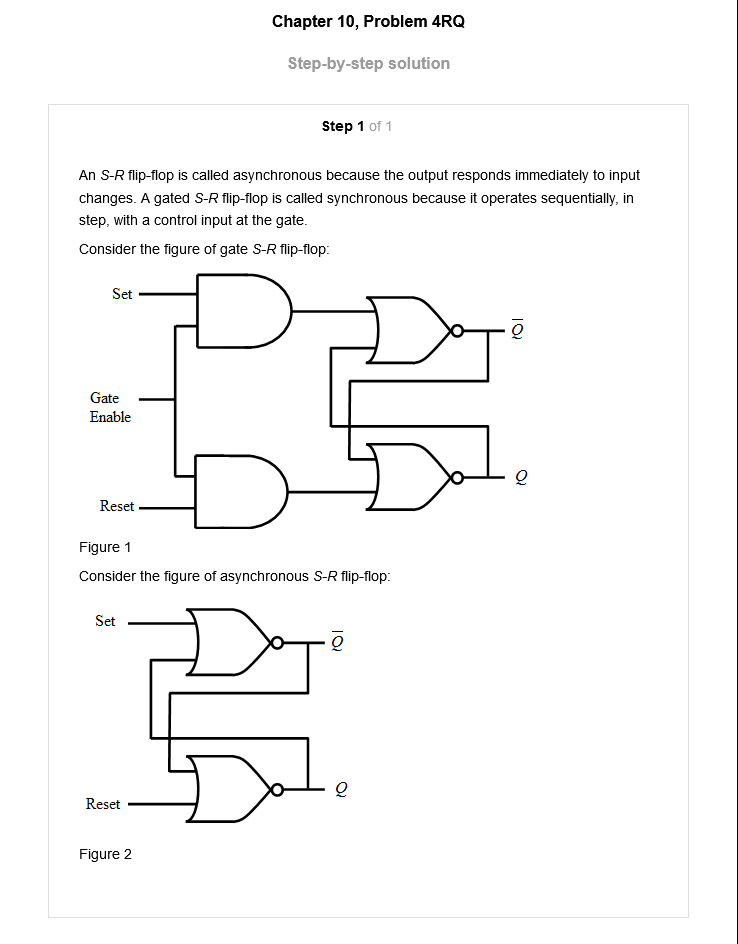 Chapter 10, Problem 4RQ
Step-by-step solution
Step 1 of 1
An S-R flip-flop is called asynchronous because the output responds immediately to input
changes. A gated S-R flip-flop is called synchronous because it operates sequentially, in
step, with a control input at the gate.
Consider the figure of gate S-R flip-flop:
Set
Q̅
Gate
Enable
Q
Reset
Figure 1
Consider the figure of asynchronous S-R flip-flop:
Set
Q̅
Q
Reset
Figure 2